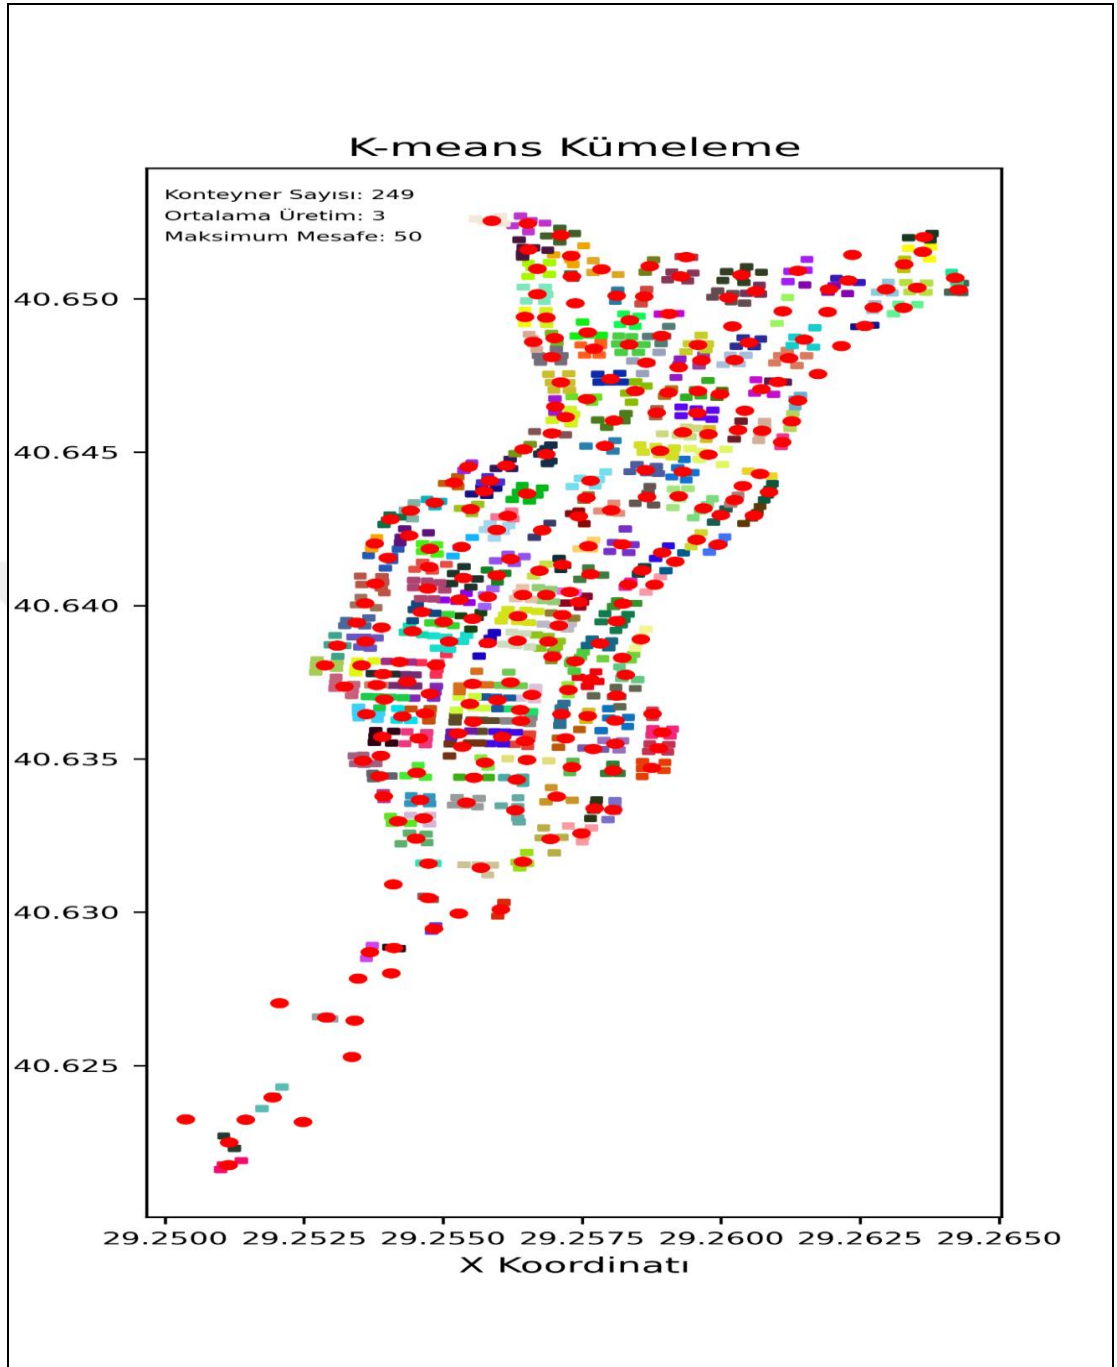 K-means Kümeleme
Konteyner Sayısı: 249
Ortalama Üretim: 3
Maksimum Mesafe: 50
40.650
40.645
40.640
40.635
40.630
40.625
29.2500 29.2525 29.2550 29.2575 29.2600 29.2625 29.2650
X Koordinatı